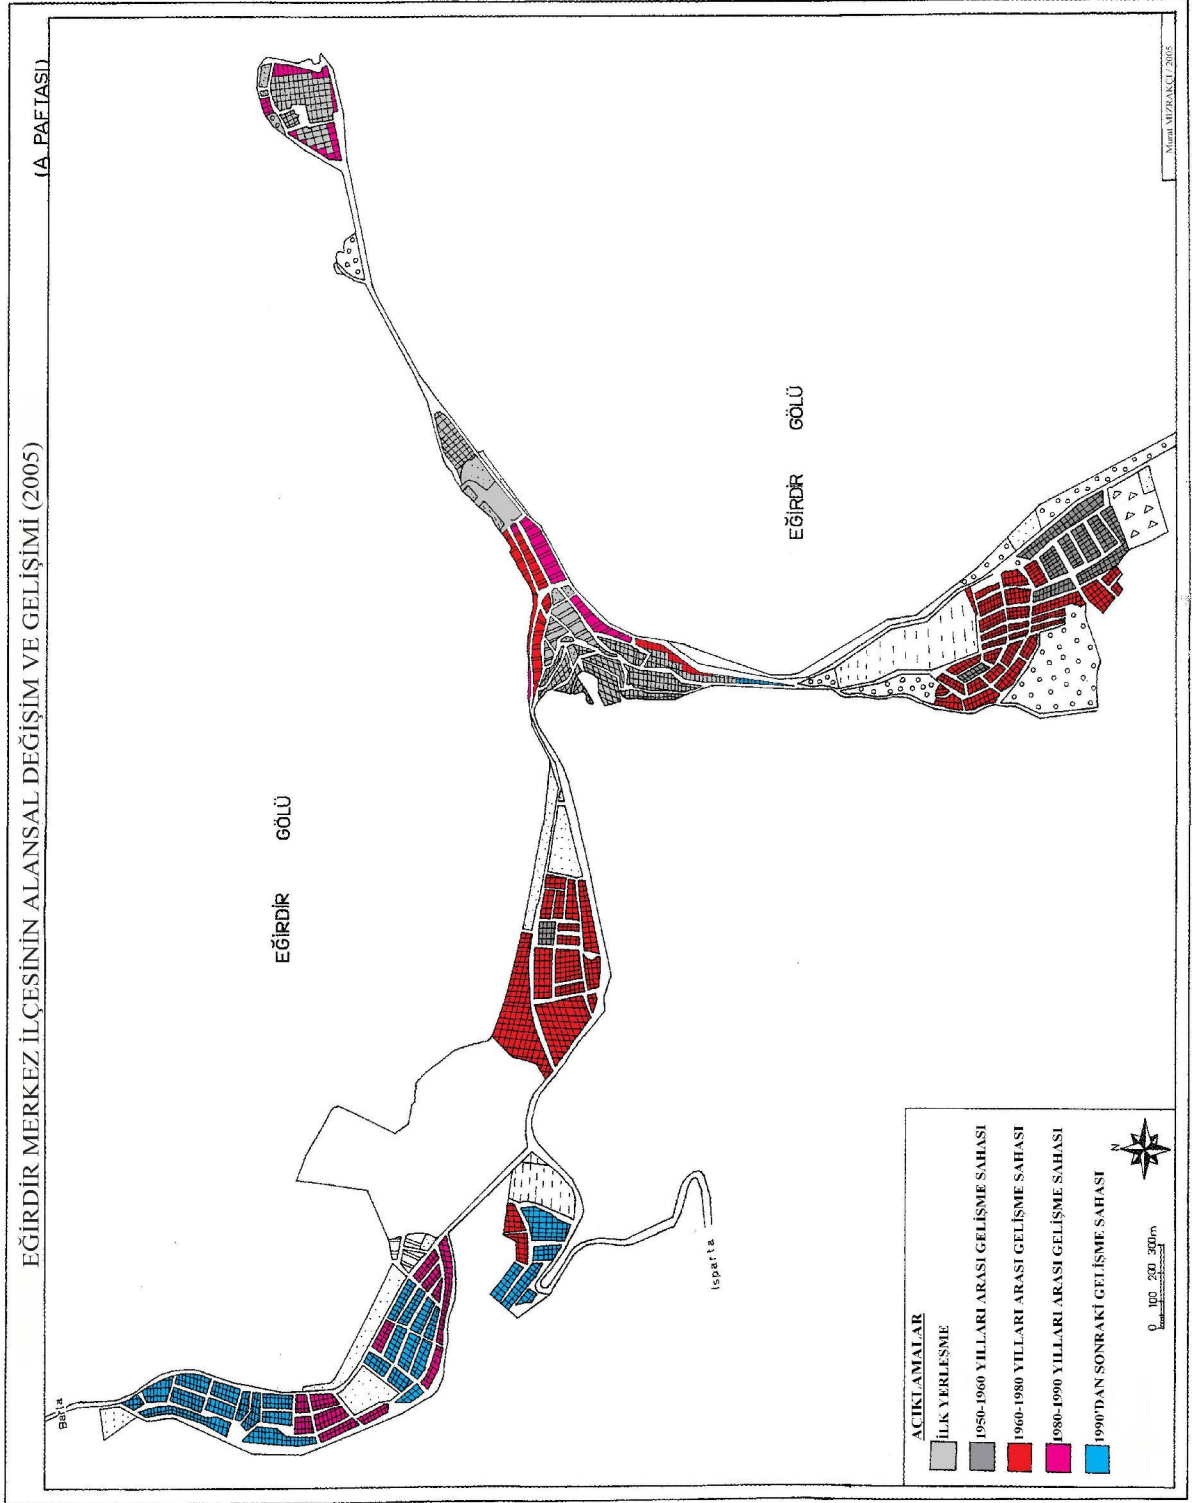 EĞİRDİR MERKEZ İLÇESİNİN ALANSAL DEĞİŞİM VE GELİŞİMİ (2005)
(A PAFTASI)
Barla
EĞİRDİR GÖLÜ
EĞİRDİR GÖLÜ
Isparta
AÇIKLAMALAR
İLK YERLEŞME
1950-1960 YILLARI ARASI GELİŞME SAHASI
1960-1980 YILLARI ARASI GELİŞME SAHASI
1980-1990 YILLARI ARASI GELİŞME SAHASI
1990'DAN SONRAKİ GELİŞME SAHASI
N
0 100 200 300m
Murat MIZRAKÇI / 2005